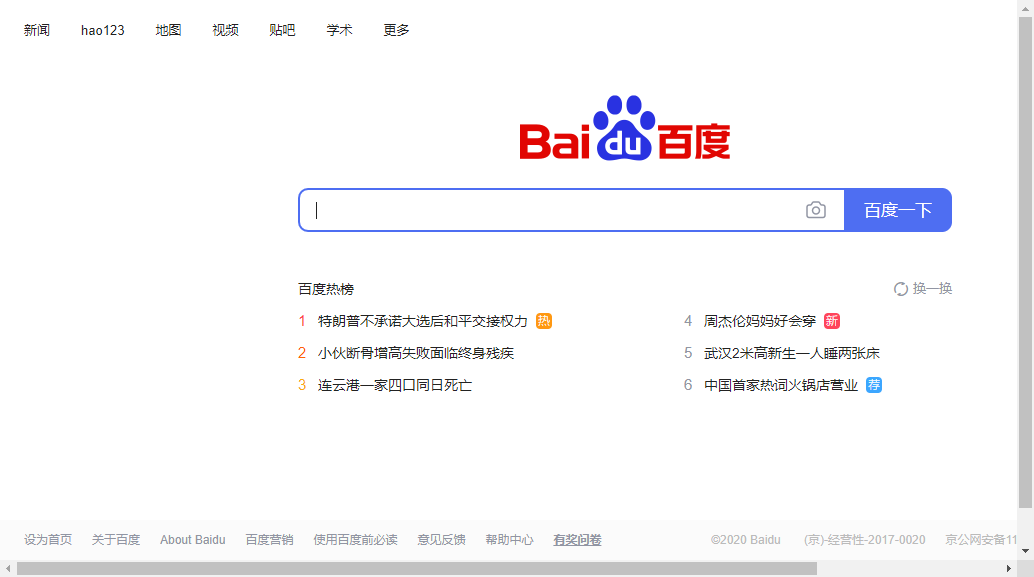 新闻 hao123 地图 视频 贴吧 学术 更多
Bai du 百度
百度一下
百度热榜 换一换
1 特朗普不承诺大选后和平交接权力 热
4 周杰伦妈妈好会穿 新
2 小伙断骨增高失败面临终身残疾
5 武汉2米高新生一人睡两张床
3 连云港一家四口同日死亡
6 中国首家热词火锅店营业 荐
设为首页 关于百度 About Baidu 百度营销 使用百度前必读 意见反馈 帮助中心 有奖问卷 ©2020 Baidu (京)-经营性-2017-0020 京公网安备11